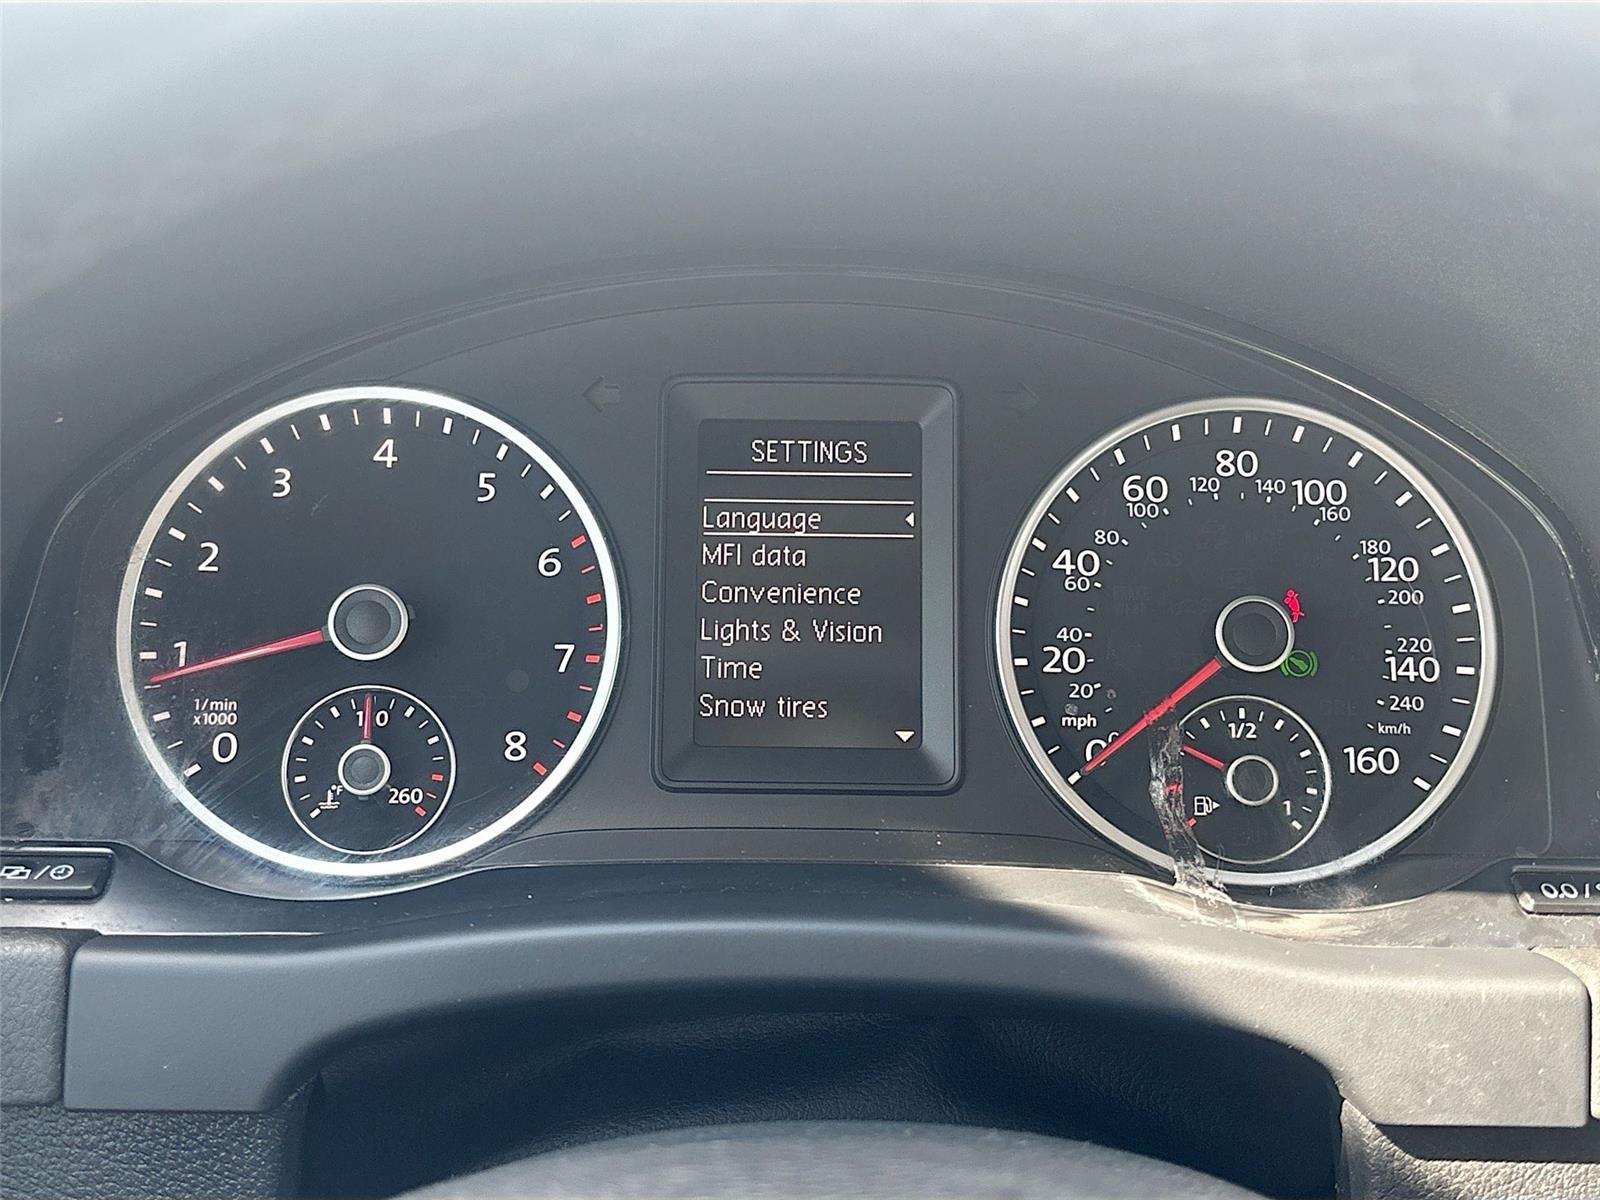 SETTINGS
Language
MFI data
Convenience
Lights & Vision
Time
Snow tires
0
1
2
3
4
5
6
7
8
1/min
x1000
°F
260
0
20
40
60
80
100
120
140
160
mph
20
40
60
80
100
120
140
160
180
200
220
240
km/h
1/2
1